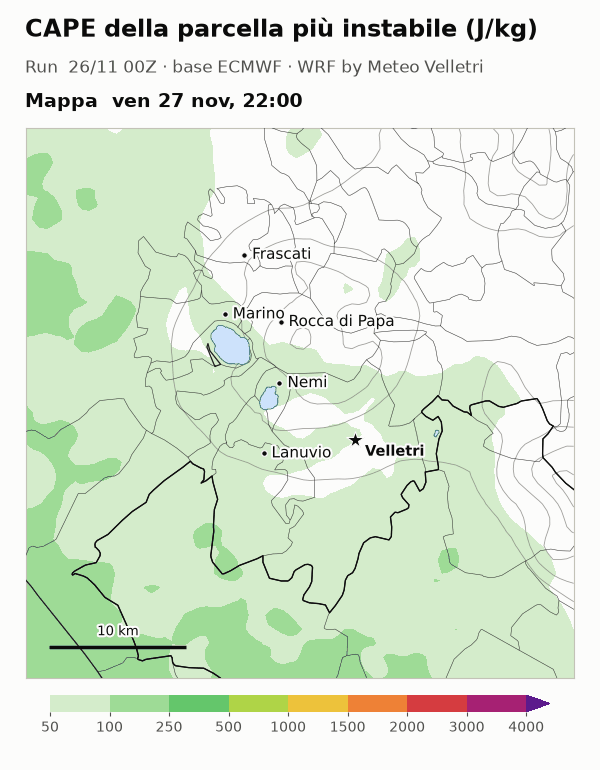 CAPE della parcella più instabile (J/kg)
Run  26/11 00Z · base ECMWF · WRF by Meteo Velletri
Mappa  ven 27 nov, 22:00
Frascati
Marino
Rocca di Papa
Nemi
Velletri
Lanuvio
10 km
50 100 250 500 1000 1500 2000 3000 4000